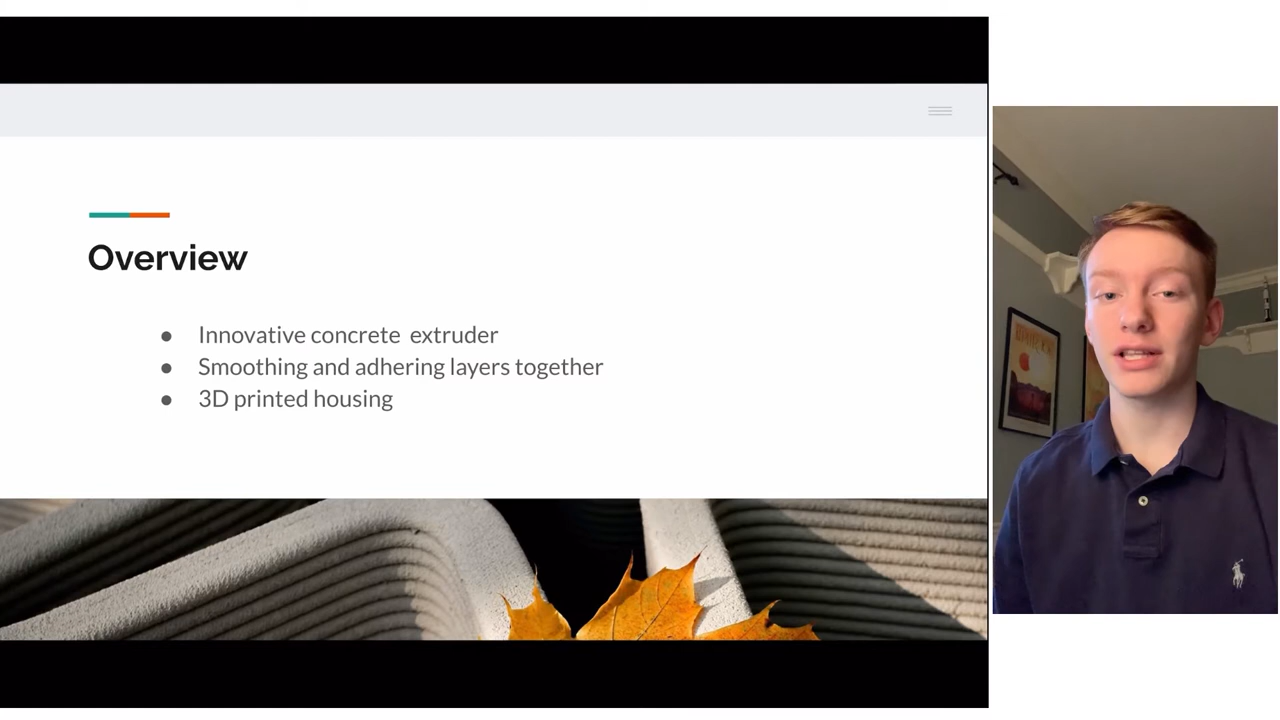 Overview
● Innovative concrete  extruder
● Smoothing and adhering layers together
● 3D printed housing